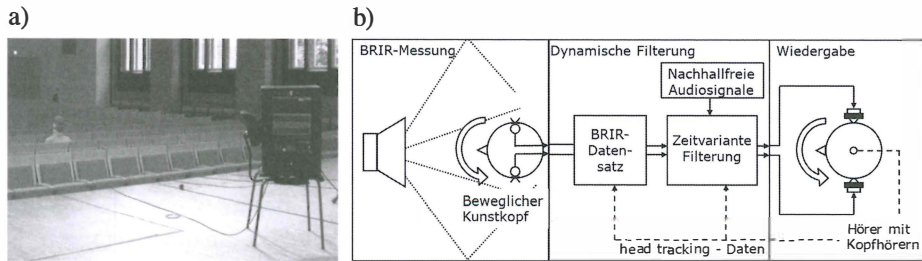 a)
b)
BRIR-Messung
Dynamische Filterung
Wiedergabe
Nachhallfreie
Audiosignale
BRIR-
Daten-
satz
Zeitvariante
Filterung
Beweglicher
Kunstkopf
head tracking - Daten
Hörer mit
Kopfhörern